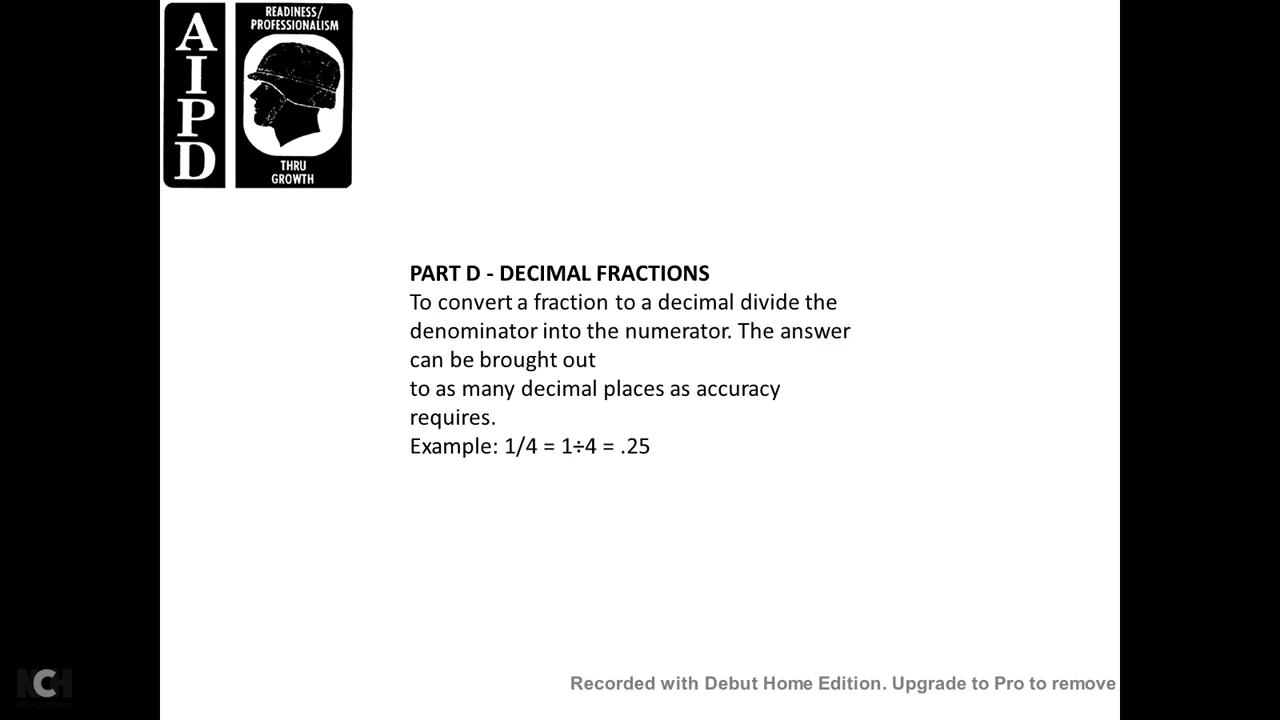 READINESS/
PROFESSIONALISM
A
I
P
D
THRU
GROWTH
PART D - DECIMAL FRACTIONS
To convert a fraction to a decimal divide the
denominator into the numerator. The answer
can be brought out
to as many decimal places as accuracy
requires.
Example: 1/4 = 1÷4 = .25
NCH
Recorded with Debut Home Edition. Upgrade to Pro to remove